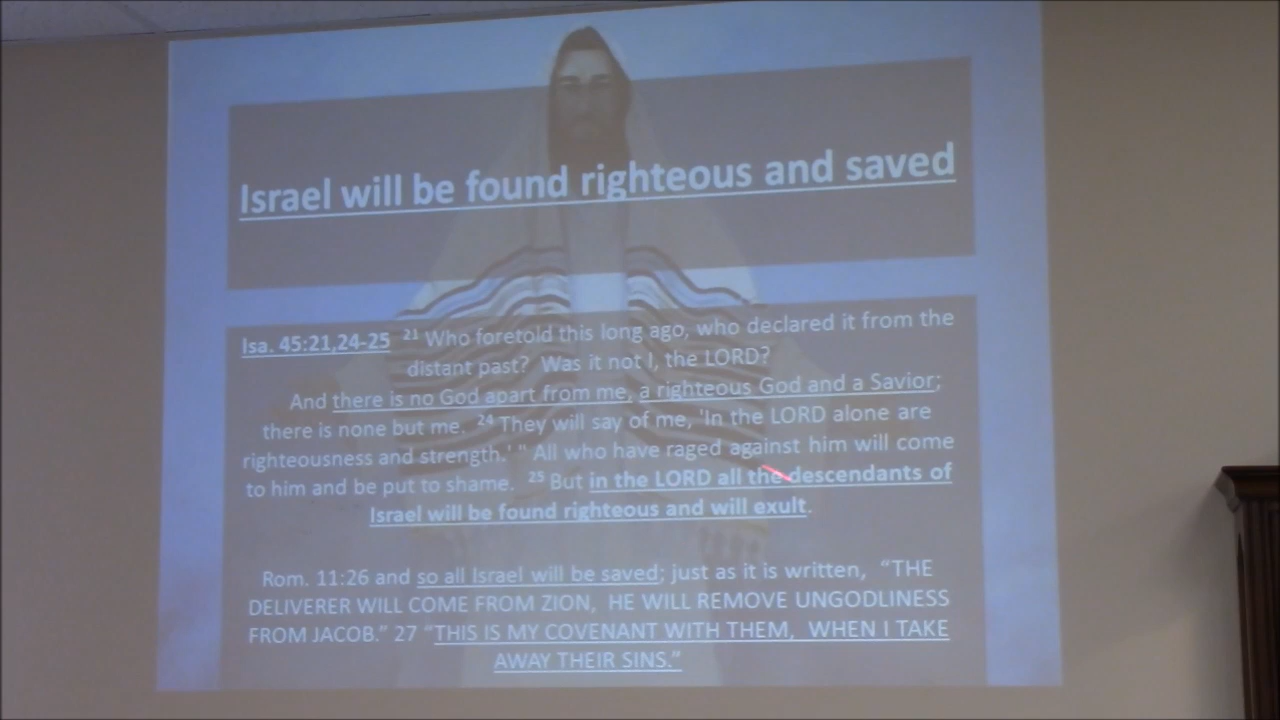 Israel will be found righteous and saved
Isa. 45:21,24-25 21 Who foretold this long ago, who declared it from the
distant past? Was it not I, the LORD?
And there is no God apart from me, a righteous God and a Savior;
there is none but me. 24 They will say of me, 'In the LORD alone are
righteousness and strength.' " All who have raged against him will come
to him and be put to shame. 25 But in the LORD all the descendants of
Israel will be found righteous and will exult.
Rom. 11:26 and so all Israel will be saved; just as it is written, “THE
DELIVERER WILL COME FROM ZION, HE WILL REMOVE UNGODLINESS
FROM JACOB.” 27 “THIS IS MY COVENANT WITH THEM, WHEN I TAKE
AWAY THEIR SINS.”